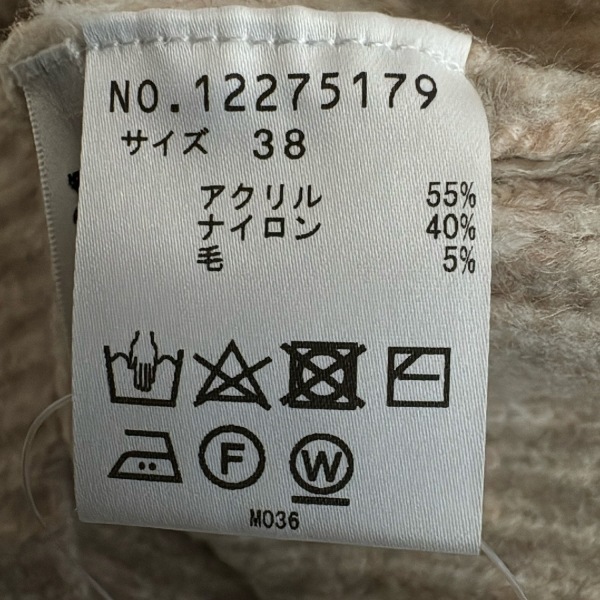 NO.12275179
サイズ 38
アクリル 55%
ナイロン 40%
毛 5%
F W
M036